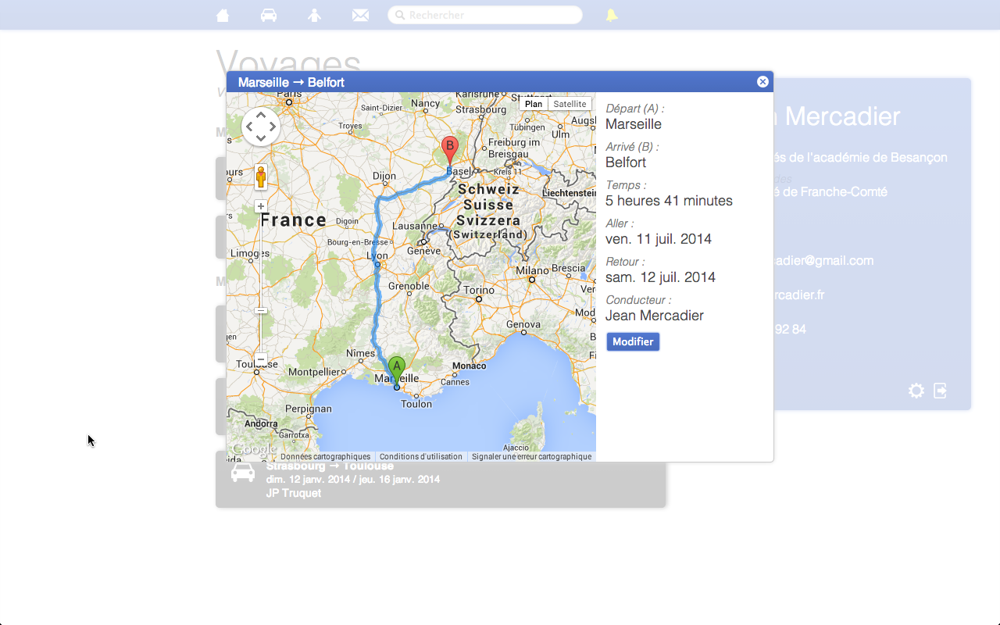 Rechercher
Voyages
Marseille → Belfort
Plan
Satellite
Paris
Saint-Dizier
Nancy
Karlsruhe
Strasbourg
Stuttgart
Troyes
Tübingen
Ulm
Augs
Freiburg im
Breisgau
Dijon
Basel
Kreis 11
Schweiz
Suisse
Svizzera
(Switzerland)
Liechtenstein
France
Digoin
Lausanne
Bourg-en-Bresse
Genève
Limoges
Lyon
Grenoble
Milano
Brescia
Torino
Genova
Nîmes
Monaco
Toulouse
Montpellier
Marseille
Cannes
Toulon
Perpignan
Andorra
Garrotxa
Ajaccio
A
B
Google
Données cartographiques
Conditions d'utilisation
Signaler une erreur cartographique
Départ (A) :
Marseille
Arrivé (B) :
Belfort
Temps :
5 heures 41 minutes
Aller :
ven. 11 juil. 2014
Retour :
sam. 12 juil. 2014
Conducteur :
Jean Mercadier
Modifier
n Mercadier
és de l'académie de Besançon
é de Franche-Comté
cadier@gmail.com
rcadier.fr
92 84
Strasbourg → Toulouse
dim. 12 janv. 2014 / jeu. 16 janv. 2014
JP Truquet